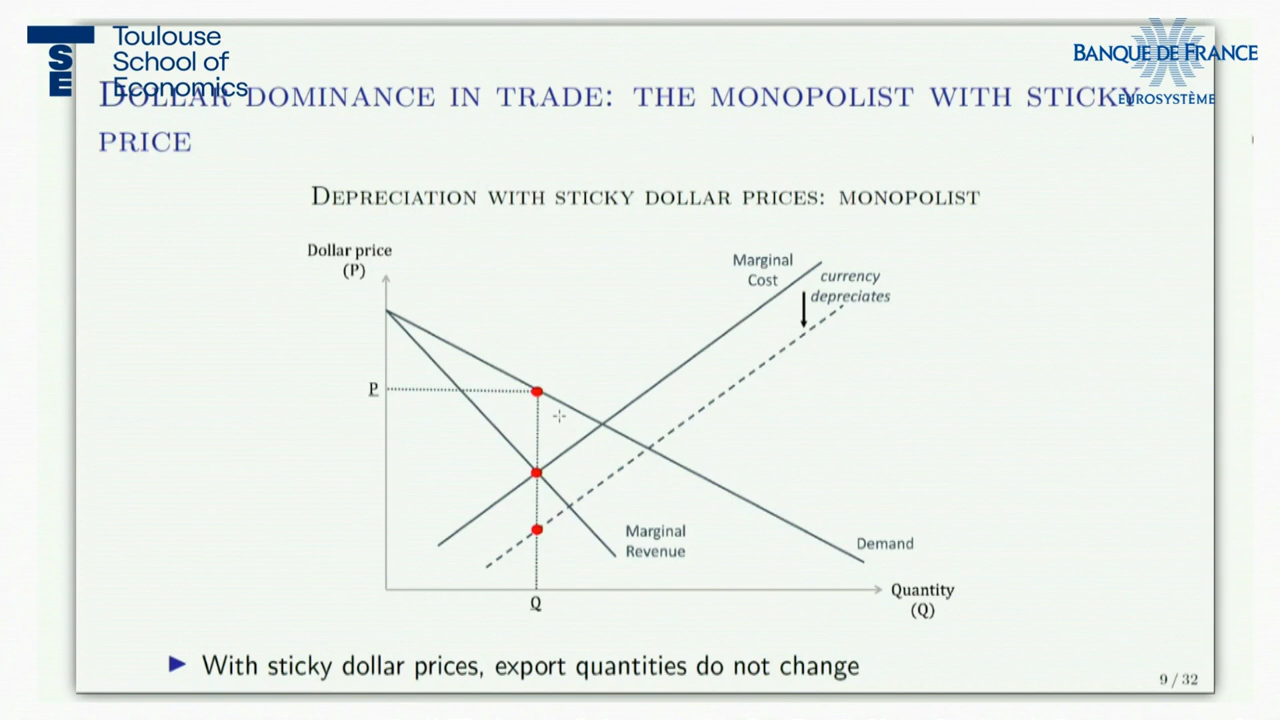 TSE
Toulouse
School of
Economics
BANQUE DE FRANCE
EUROSYSTÈME
DOLLAR DOMINANCE IN TRADE: THE MONOPOLIST WITH STICKY
PRICE
DEPRECIATION WITH STICKY DOLLAR PRICES: MONOPOLIST
Dollar price
(P)
Marginal
Cost
currency
depreciates
P
Marginal
Revenue
Demand
Quantity
(Q)
Q
With sticky dollar prices, export quantities do not change
9 / 32